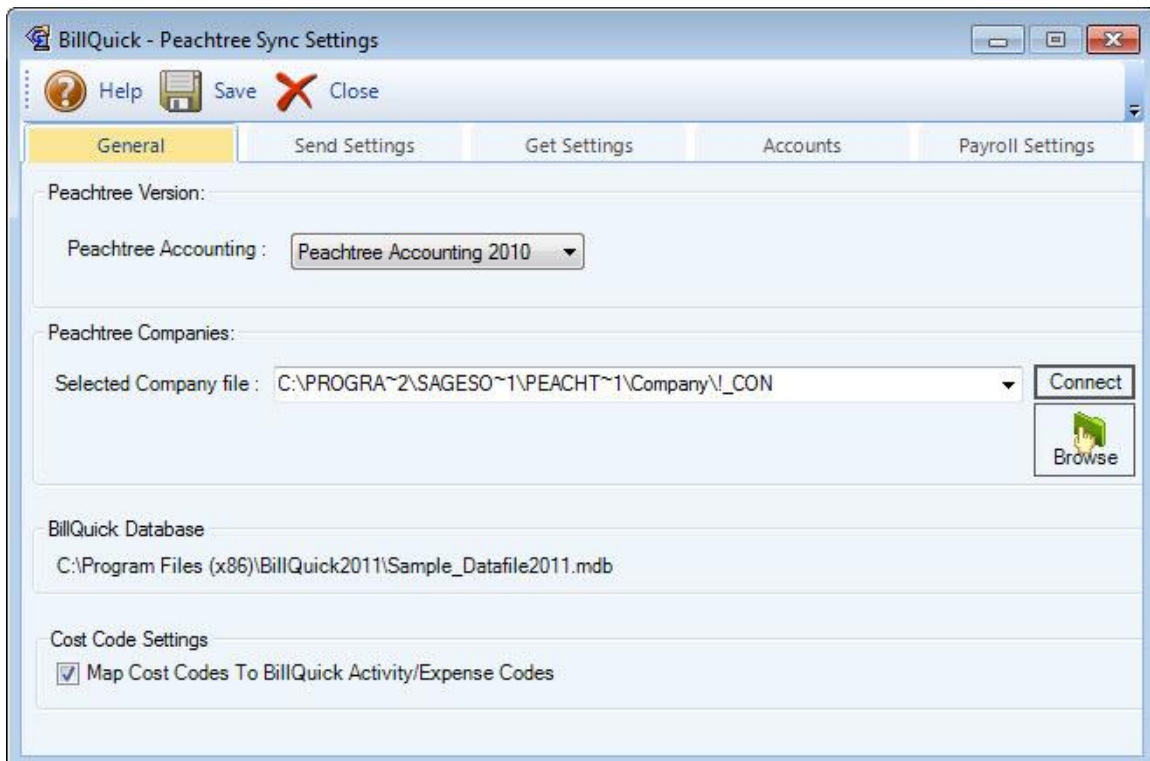 BillQuick - Peachtree Sync Settings
Help Save Close
General Send Settings Get Settings Accounts Payroll Settings
Peachtree Version:
Peachtree Accounting : Peachtree Accounting 2010
Peachtree Companies:
Selected Company file : C:\PROGRA~2\SAGESO~1\PEACHT~1\Company\!_CON Connect
Browse
BillQuick Database
C:\Program Files (x86)\BillQuick2011\Sample_Datafile2011.mdb
Cost Code Settings
Map Cost Codes To BillQuick Activity/Expense Codes